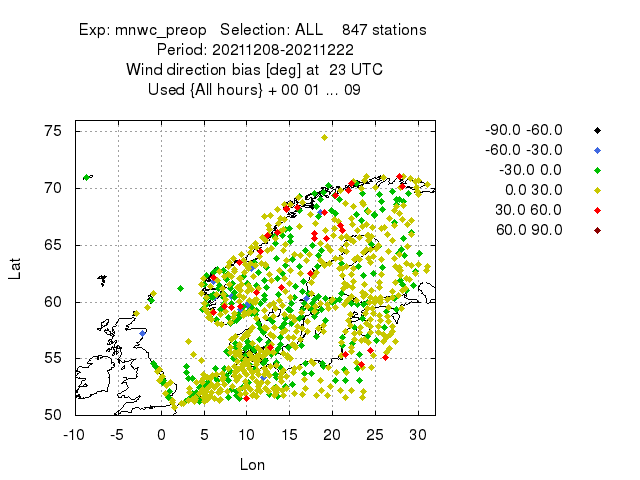 Exp: mnwc_preop   Selection: ALL    847 stations
Period: 20211208-20211222
Wind direction bias [deg] at  23 UTC
Used {All hours} + 00 01 ... 09
75
70
65
60
55
50
Lat
-10 -5 0 5 10 15 20 25 30
Lon
-90.0 -60.0
-60.0 -30.0
-30.0 0.0
0.0 30.0
30.0 60.0
60.0 90.0